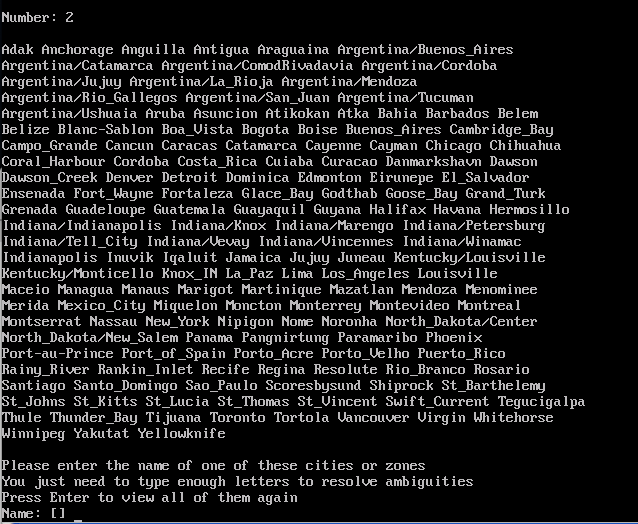 Number: 2
Adak Anchorage Anguilla Antigua Araguaina Argentina/Buenos_Aires
Argentina/Catamarca Argentina/ComodRivadavia Argentina/Cordoba
Argentina/Jujuy Argentina/La_Rioja Argentina/Mendoza
Argentina/Rio_Gallegos Argentina/San_Juan Argentina/Tucuman
Argentina/Ushuaia Aruba Asuncion Atikokan Atka Bahia Barbados Belem
Belize Blanc-Sablon Boa_Vista Bogota Boise Buenos_Aires Cambridge_Bay
Campo_Grande Cancun Caracas Catamarca Cayenne Cayman Chicago Chihuahua
Coral_Harbour Cordoba Costa_Rica Cuiaba Curacao Danmarkshavn Dawson
Dawson_Creek Denver Detroit Dominica Edmonton Eirunepe El_Salvador
Ensenada Fort_Wayne Fortaleza Glace_Bay Godthab Goose_Bay Grand_Turk
Grenada Guadeloupe Guatemala Guayaquil Guyana Halifax Havana Hermosillo
Indiana/Indianapolis Indiana/Knox Indiana/Marengo Indiana/Petersburg
Indiana/Tell_City Indiana/Vevay Indiana/Vincennes Indiana/Winamac
Indianapolis Inuvik Iqaluit Jamaica Jujuy Juneau Kentucky/Louisville
Kentucky/Monticello Knox_IN La_Paz Lima Los_Angeles Louisville
Maceio Managua Manaus Marigot Martinique Mazatlan Mendoza Menominee
Merida Mexico_City Miquelon Moncton Monterrey Montevideo Montreal
Montserrat Nassau New_York Nipigon Nome Noronha North_Dakota/Center
North_Dakota/New_Salem Panama Pangnirtung Paramaribo Phoenix
Port-au-Prince Port_of_Spain Porto_Acre Porto_Velho Puerto_Rico
Rainy_River Rankin_Inlet Recife Regina Resolute Rio_Branco Rosario
Santiago Santo_Domingo Sao_Paulo Scoresbysund Shiprock St_Barthelemy
St_Johns St_Kitts St_Lucia St_Thomas St_Vincent Swift_Current Tegucigalpa
Thule Thunder_Bay Tijuana Toronto Tortola Vancouver Virgin Whitehorse
Winnipeg Yakutat Yellowknife
Please enter the name of one of these cities or zones
You just need to type enough letters to resolve ambiguities
Press Enter to view all of them again
Name: [] _